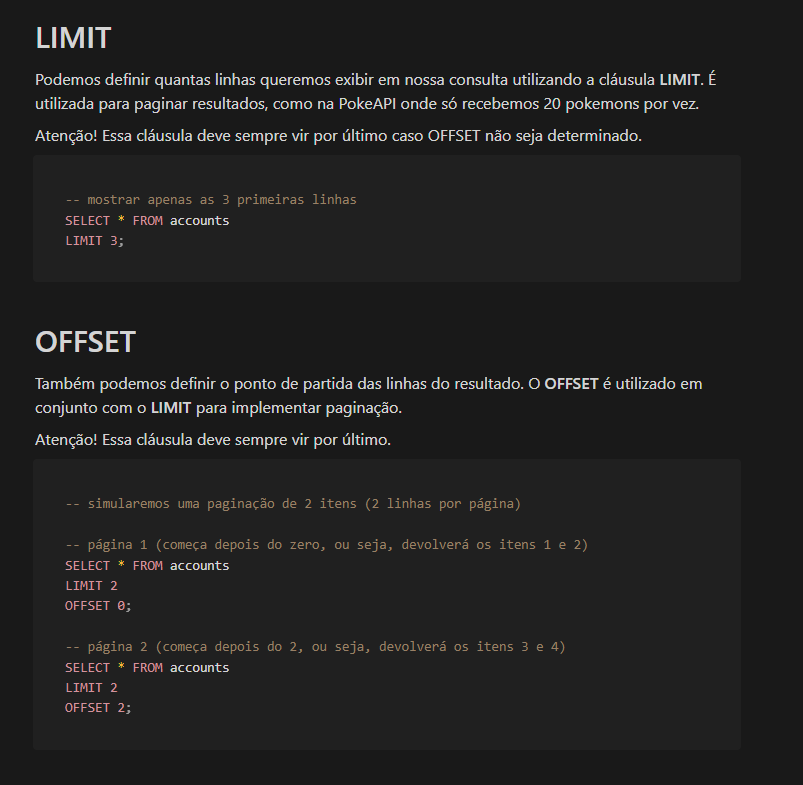 LIMIT
Podemos definir quantas linhas queremos exibir em nossa consulta utilizando a cláusula LIMIT. É
utilizada para paginar resultados, como na PokeAPI onde só recebemos 20 pokemons por vez.
Atenção! Essa cláusula deve sempre vir por último caso OFFSET não seja determinado.
-- mostrar apenas as 3 primeiras linhas
SELECT * FROM accounts
LIMIT 3;
OFFSET
Também podemos definir o ponto de partida das linhas do resultado. O OFFSET é utilizado em
conjunto com o LIMIT para implementar paginação.
Atenção! Essa cláusula deve sempre vir por último.
-- simularemos uma paginação de 2 itens (2 linhas por página)
-- página 1 (começa depois do zero, ou seja, devolverá os itens 1 e 2)
SELECT * FROM accounts
LIMIT 2
OFFSET 0;
-- página 2 (começa depois do 2, ou seja, devolverá os itens 3 e 4)
SELECT * FROM accounts
LIMIT 2
OFFSET 2;